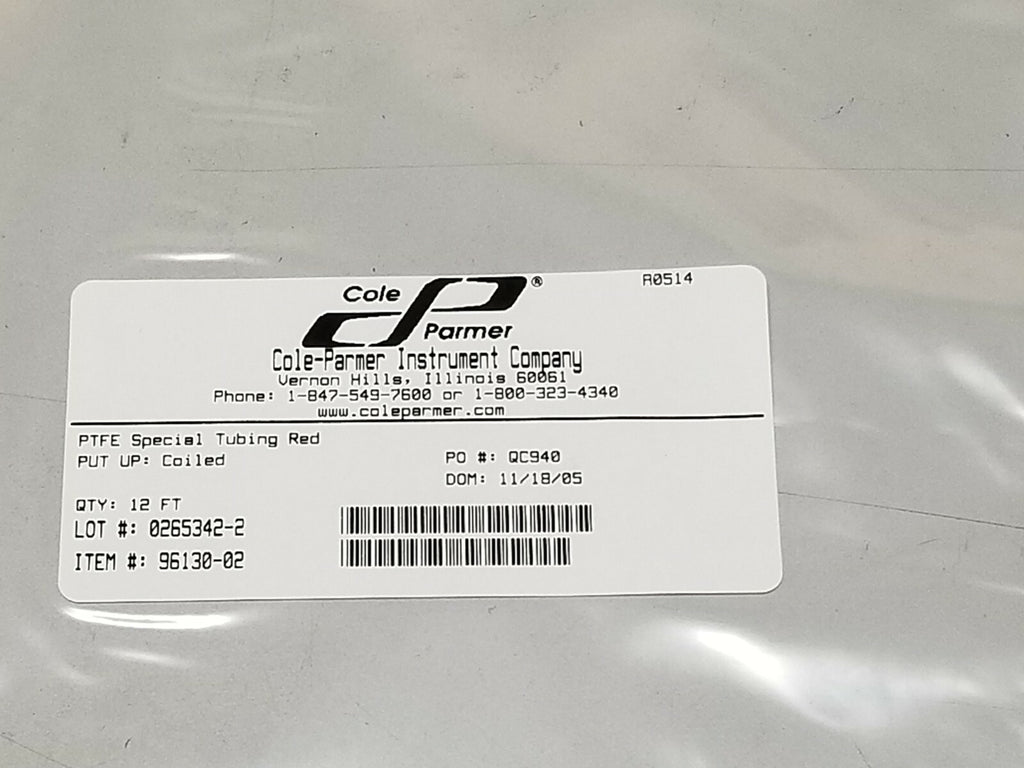 Cole
Parmer®
R0514
Cole-Parmer Instrument Company
Vernon Hills, Illinois 60061
Phone: 1-847-549-7600 or 1-800-323-4340
www.coleparmer.com
PTFE Special Tubing Red
PUT UP: Coiled
PO #: QC940
DOM: 11/18/05
QTY: 12 FT
LOT #: 0265342-2
ITEM #: 96130-02